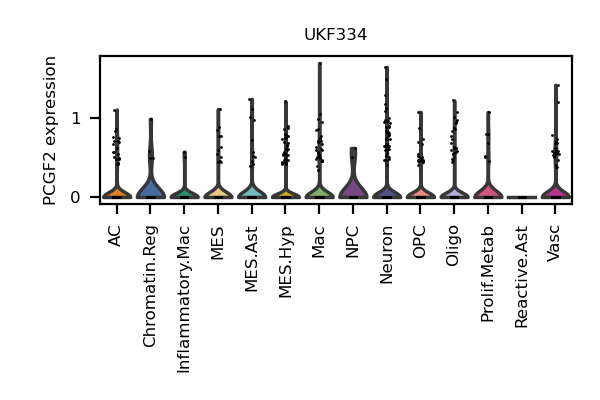 UKF334
PCGF2 expression
1
0
AC
Chromatin.Reg
Inflammatory.Mac
MES
MES.Ast
MES.Hyp
Mac
NPC
Neuron
OPC
Oligo
Prolif.Metab
Reactive.Ast
Vasc